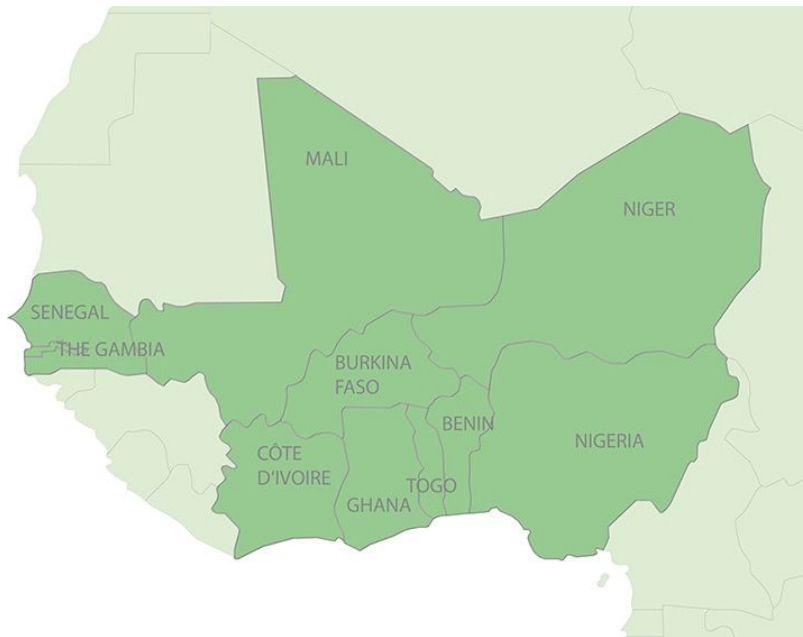 MALI
NIGER
SENEGAL
THE GAMBIA
BURKINA
FASO
BENIN
NIGERIA
CÔTE
D'IVOIRE
TOGO
GHANA